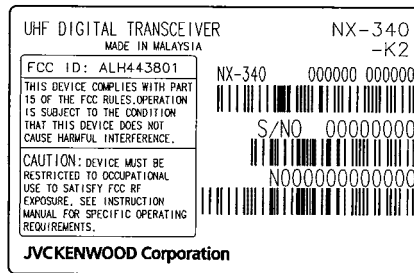 UHF DIGITAL TRANSCEIVER
MADE IN MALAYSIA
NX-340
-K2
FCC ID: ALH443801
THIS DEVICE COMPLIES WITH PART
15 OF THE FCC RULES.OPERATION
IS SUBJECT TO THE CONDITION
THAT THIS DEVICE DOES NOT
CAUSE HARMFUL INTERFERENCE.
CAUTION: DEVICE MUST BE
RESTRICTED TO OCCUPATIONAL
USE TO SATISFY FCC RF
EXPOSURE. SEE INSTRUCTION
MANUAL FOR SPECIFIC OPERATING
REQUIREMENTS.
NX-340 000000 000000
S/NO 00000000
N0000000000000
JVCKENWOOD Corporation